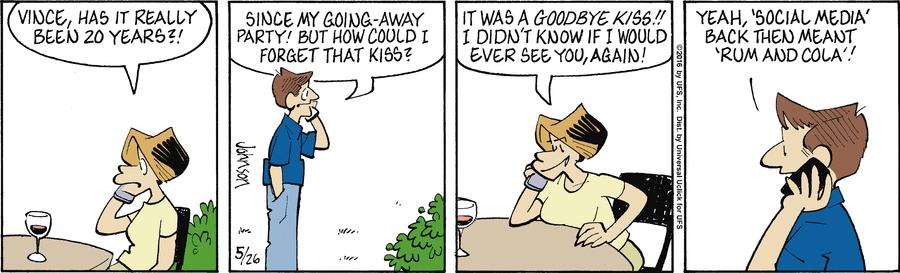 VINCE, HAS IT REALLY
BEEN 20 YEARS?!
SINCE MY GOING-AWAY
PARTY! BUT HOW COULD I
FORGET THAT KISS?
Johnson
5/26
IT WAS A GOODBYE KISS!!
I DIDN'T KNOW IF I WOULD
EVER SEE YOU, AGAIN!
©2016 by UFS, Inc. Dist. by Universal Uclick for UFS
YEAH, 'SOCIAL MEDIA'
BACK THEN MEANT
'RUM AND COLA'!